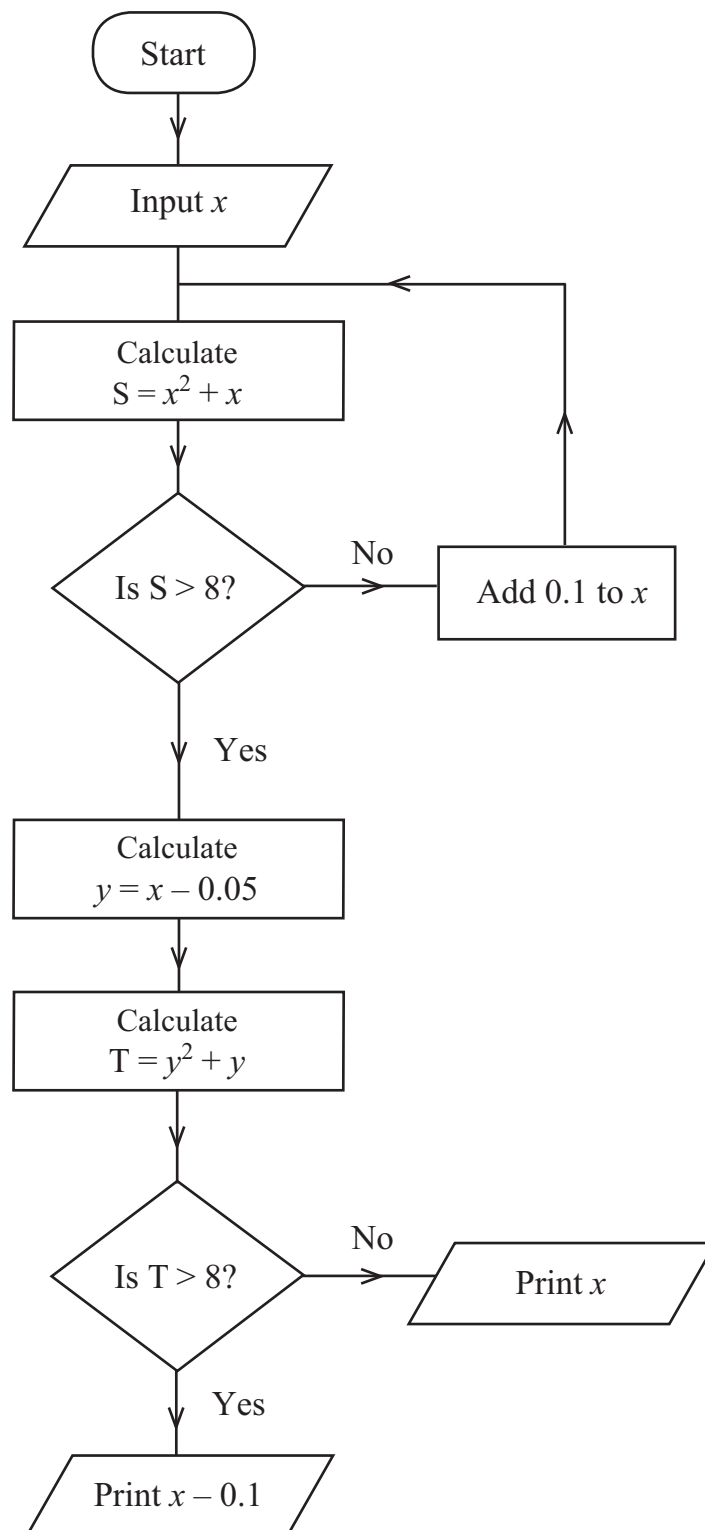 Start
Input x
Calculate
S = x² + x
Is S > 8?
No
Add 0.1 to x
Yes
Calculate
y = x – 0.05
Calculate
T = y² + y
Is T > 8?
No
Print x
Yes
Print x – 0.1